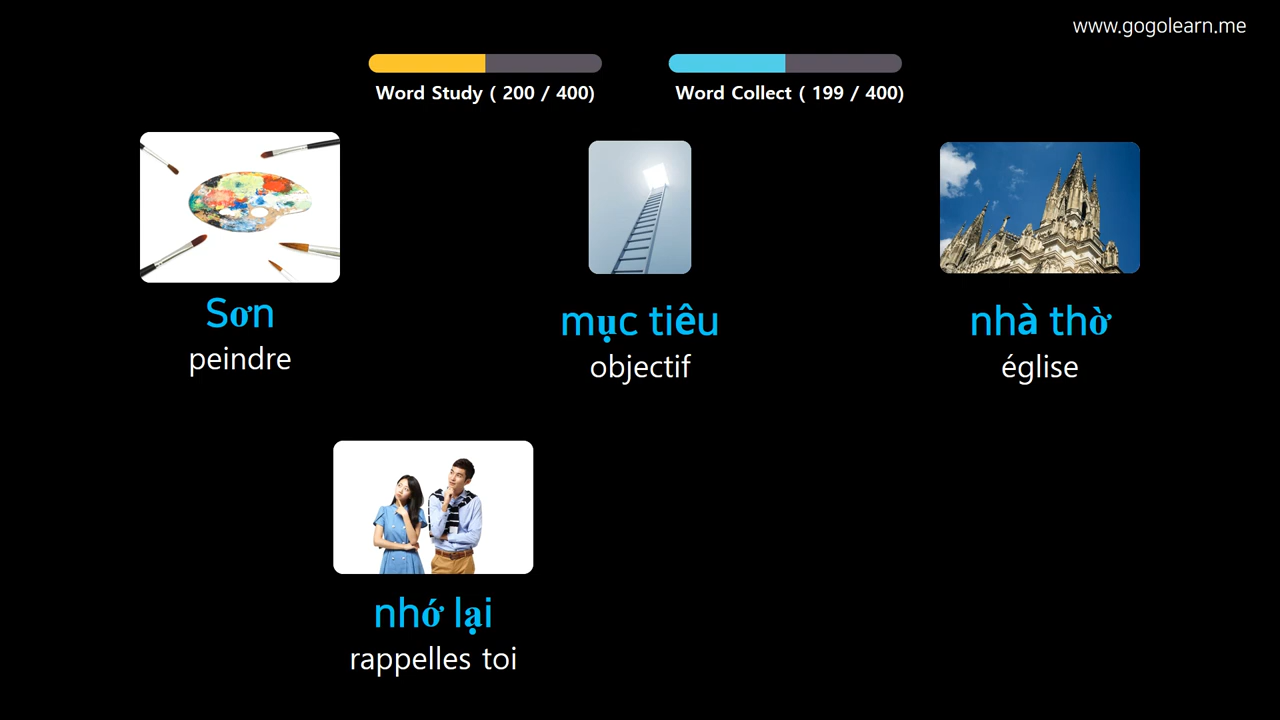 www.gogolearn.me
Word Study ( 200 / 400)
Word Collect ( 199 / 400)
Sơn
peindre
mục tiêu
objectif
nhà thờ
église
nhớ lại
rappelles toi